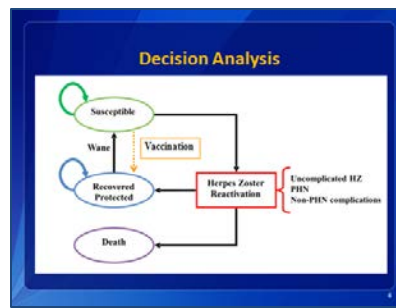 Decision Analysis
Susceptible
Wane
Vaccination
Recovered
Protected
Herpes Zoster
Reactivation
Uncomplicated HZ
PHN
Non-PHN complications
Death